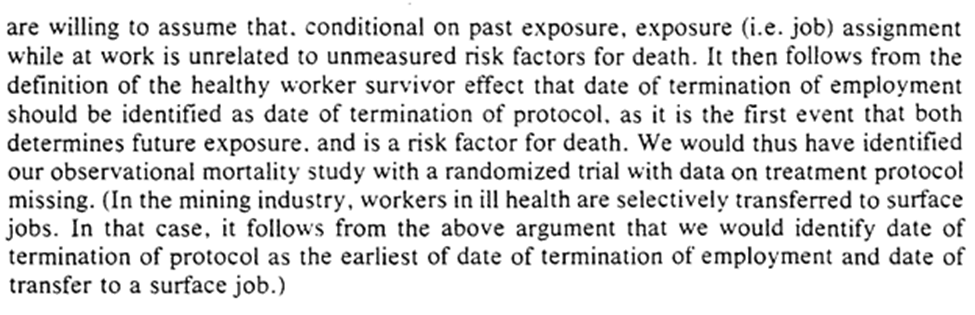 are willing to assume that. conditional on past exposure, exposure (i.e. job) assignment
while at work is unrelated to unmeasured risk factors for death. It then follows from the
definition of the healthy worker survivor effect that date of termination of employment
should be identified as date of termination of protocol, as it is the first event that both
determines future exposure. and is a risk factor for death. We would thus have identified
our observational mortality study with a randomized trial with data on treatment protocol
missing. (In the mining industry, workers in ill health are selectively transferred to surface
jobs. In that case, it follows from the above argument that we would identify date of
termination of protocol as the earliest of date of termination of employment and date of
transfer to a surface job.)